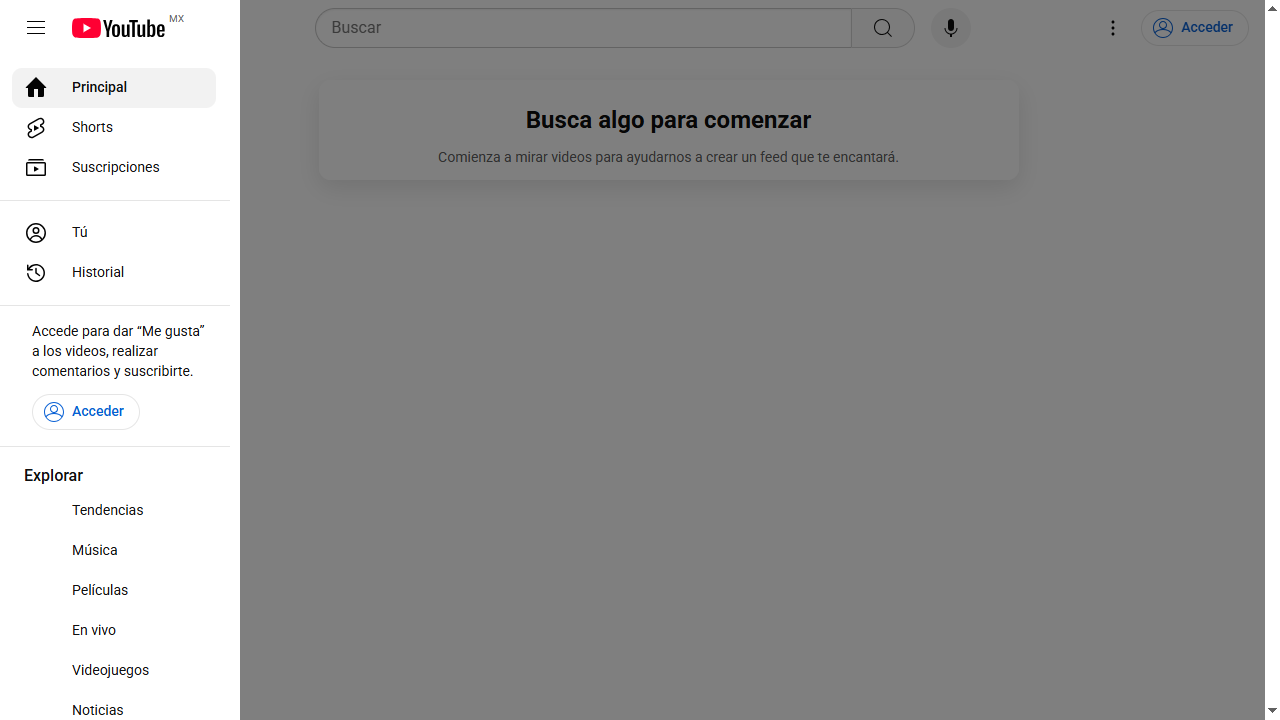 YouTube MX
Buscar
Acceder
Principal
Shorts
Suscripciones
Tú
Historial
Accede para dar “Me gusta”
a los videos, realizar
comentarios y suscribirte.
Acceder
Explorar
Tendencias
Música
Películas
En vivo
Videojuegos
Noticias
Busca algo para comenzar
Comienza a mirar videos para ayudarnos a crear un feed que te encantará.